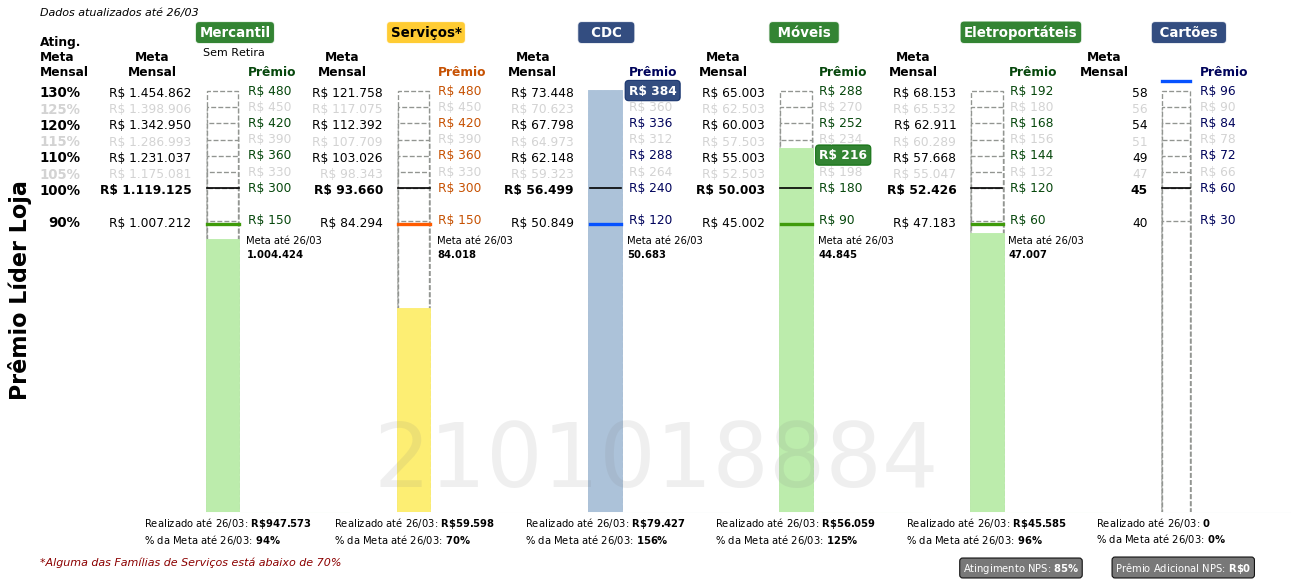 Dados atualizados até 26/03
Mercantil Serviços* CDC Móveis Eletroportáteis Cartões
Sem Retira
Ating. Meta Mensal Meta Mensal Prêmio Meta Mensal Prêmio Meta Mensal Prêmio Meta Mensal Prêmio Meta Mensal Prêmio Meta Mensal Prêmio
130% R$ 1.454.862 R$ 480 R$ 121.758 R$ 480 R$ 73.448 R$ 384 R$ 65.003 R$ 288 R$ 68.153 R$ 192 58 R$ 96
125% R$ 1.398.906 R$ 450 R$ 117.075 R$ 450 R$ 70.623 R$ 360 R$ 62.503 R$ 270 R$ 65.532 R$ 180 56 R$ 90
120% R$ 1.342.950 R$ 420 R$ 112.392 R$ 420 R$ 67.798 R$ 336 R$ 60.003 R$ 252 R$ 62.911 R$ 168 54 R$ 84
115% R$ 1.286.993 R$ 390 R$ 107.709 R$ 390 R$ 64.973 R$ 312 R$ 57.503 R$ 234 R$ 60.289 R$ 156 51 R$ 78
110% R$ 1.231.037 R$ 360 R$ 103.026 R$ 360 R$ 62.148 R$ 288 R$ 55.003 R$ 216 R$ 57.668 R$ 144 49 R$ 72
105% R$ 1.175.081 R$ 330 R$ 98.343 R$ 330 R$ 59.323 R$ 264 R$ 52.503 R$ 198 R$ 55.047 R$ 132 47 R$ 66
100% R$ 1.119.125 R$ 300 R$ 93.660 R$ 300 R$ 56.499 R$ 240 R$ 50.003 R$ 180 R$ 52.426 R$ 120 45 R$ 60
90% R$ 1.007.212 R$ 150 R$ 84.294 R$ 150 R$ 50.849 R$ 120 R$ 45.002 R$ 90 R$ 47.183 R$ 60 40 R$ 30
Meta até 26/03 Meta até 26/03 Meta até 26/03 Meta até 26/03 Meta até 26/03
1.004.424 84.018 50.683 44.845 47.007
Prêmio Líder Loja
2101018884
Realizado até 26/03: R$947.573 Realizado até 26/03: R$59.598 Realizado até 26/03: R$79.427 Realizado até 26/03: R$56.059 Realizado até 26/03: R$45.585 Realizado até 26/03: 0
% da Meta até 26/03: 94% % da Meta até 26/03: 70% % da Meta até 26/03: 156% % da Meta até 26/03: 125% % da Meta até 26/03: 96% % da Meta até 26/03: 0%
*Alguma das Famílias de Serviços está abaixo de 70% Atingimento NPS: 85% Prêmio Adicional NPS: R$0